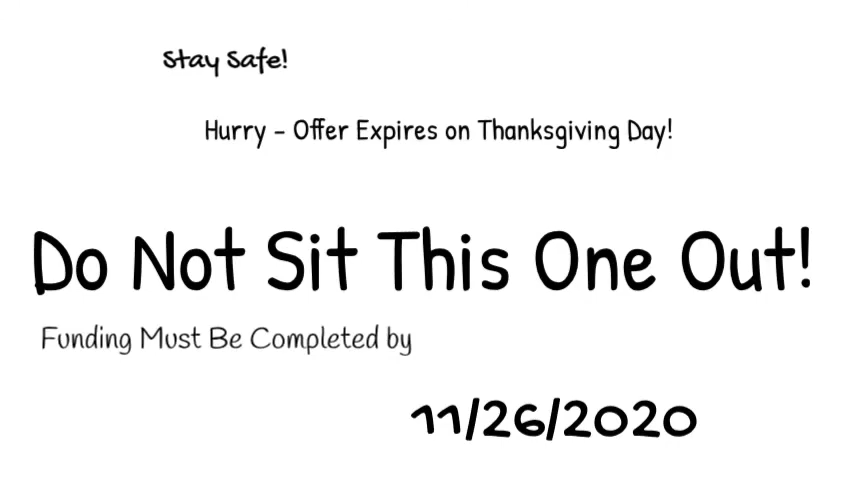 Stay Safe!
Hurry - Offer Expires on Thanksgiving Day!
Do Not Sit This One Out!
Funding Must Be Completed by
11/26/2020